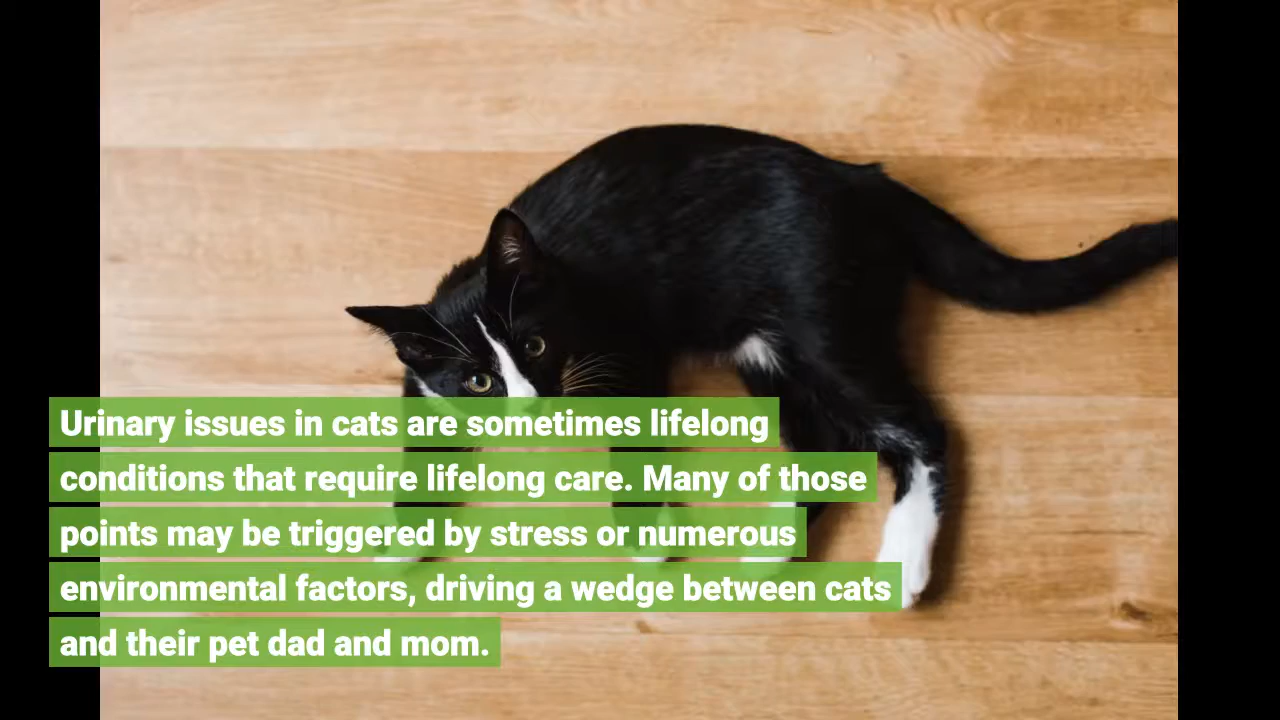 Urinary issues in cats are sometimes lifelong
conditions that require lifelong care. Many of those
points may be triggered by stress or numerous
environmental factors, driving a wedge between cats
and their pet dad and mom.